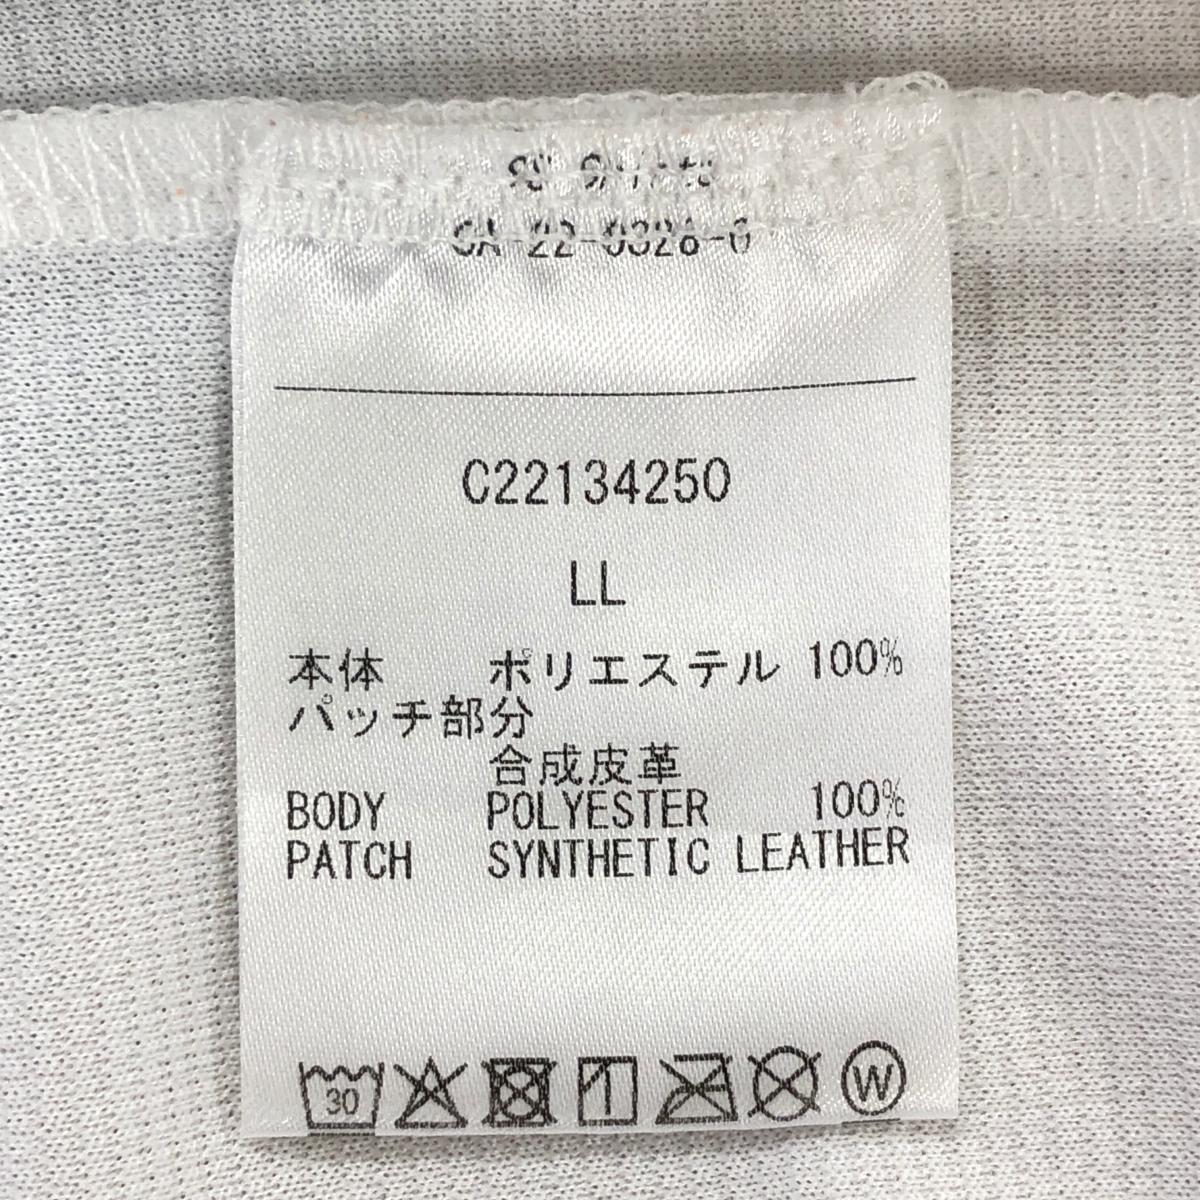 C22134250
LL
本体 ポリエステル 100%
パッチ部分
合成皮革
BODY POLYESTER 100%
PATCH SYNTHETIC LEATHER
30 W